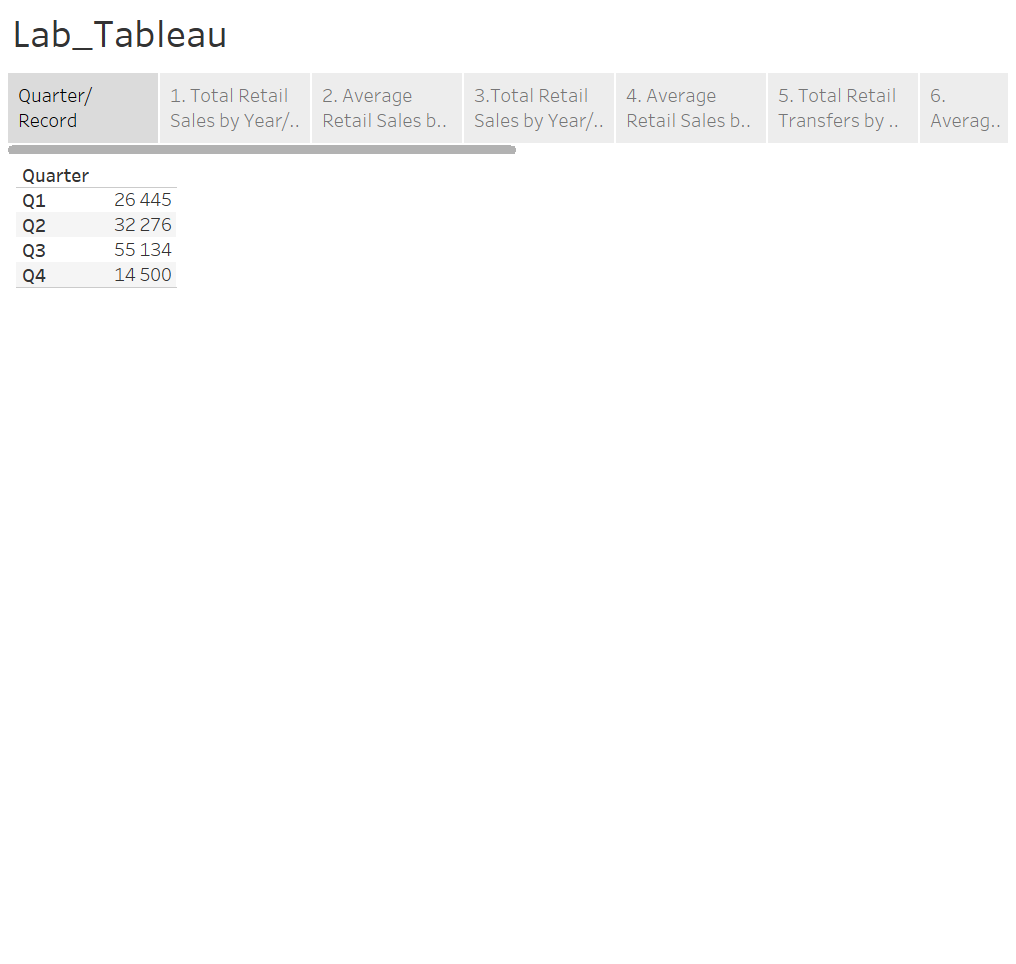 Lab_Tableau
Quarter/
Record
1. Total Retail
Sales by Year/..
2. Average
Retail Sales b..
3.Total Retail
Sales by Year/..
4. Average
Retail Sales b..
5. Total Retail
Transfers by ..
6.
Averag..
Quarter
Q1 26 445
Q2 32 276
Q3 55 134
Q4 14 500